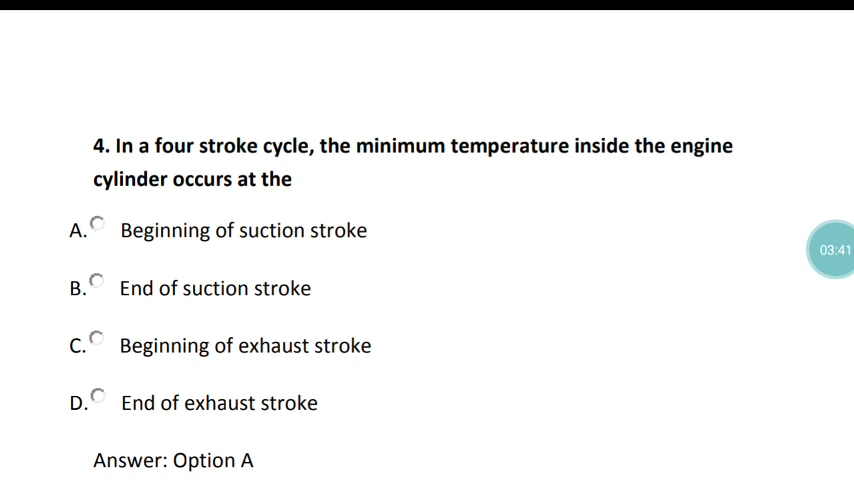 4. In a four stroke cycle, the minimum temperature inside the engine
cylinder occurs at the
A. Beginning of suction stroke
03:41
B. End of suction stroke
C. Beginning of exhaust stroke
D. End of exhaust stroke
Answer: Option A